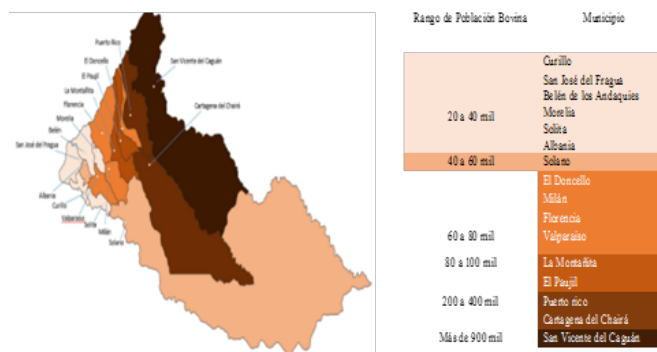 Puerto Rico
El Doncello
El Paujil
La Montañita
Florencia
Morelia
Belén
San José del Fragua
Albania
Curillo
Valparaiso
Solita
Milán
Solano
San Vicente del Caguán
Cartagena del Chairá
Rango de Población Bovina Municipio
Curillo
San José del Fragua
Belén de los Andaquies
20 a 40 mil Morelia
Solita
Albania
40 a 60 mil Solano
El Doncello
Milán
Florencia
60 a 80 mil Valparaíso
80 a 100 mil La Montañita
El Paujil
200 a 400 mil Puerto rico
Cartagena del Chairá
Más de 900 mil San Vicente del Caguán